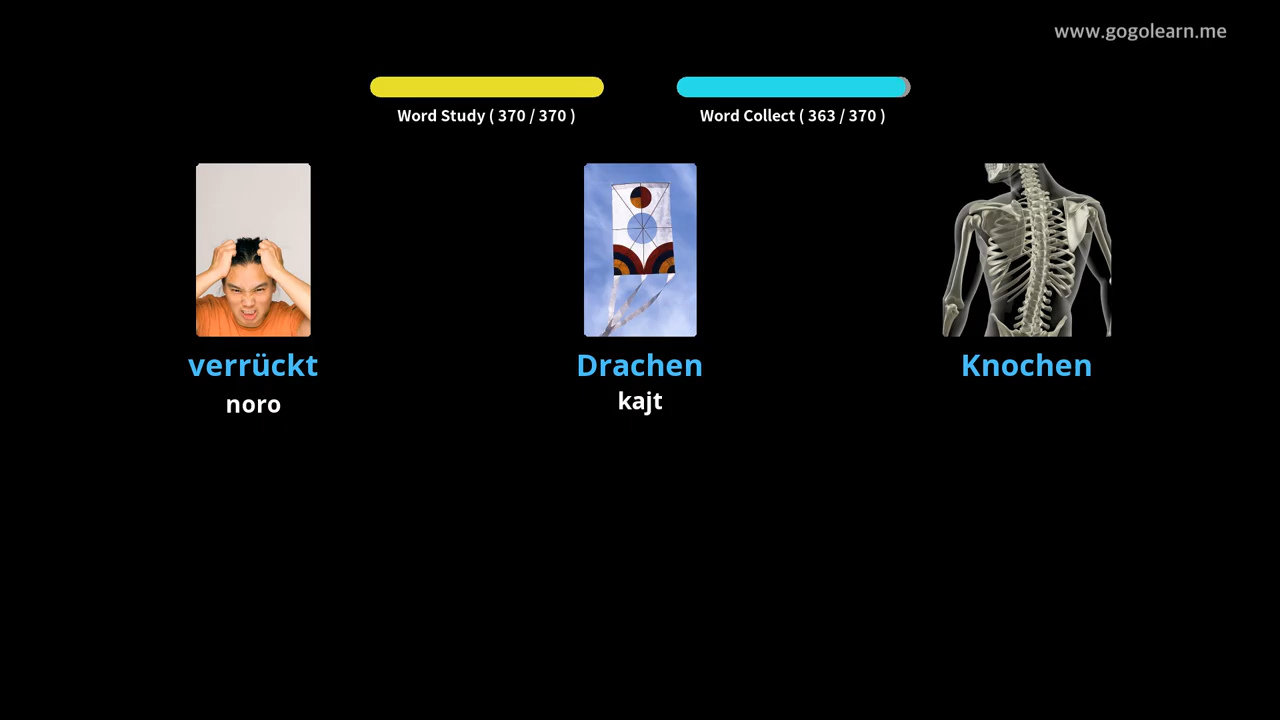 www.gogolearn.me
Word Study ( 370 / 370 )
Word Collect ( 363 / 370 )
verrückt
noro
Drachen
kajt
Knochen